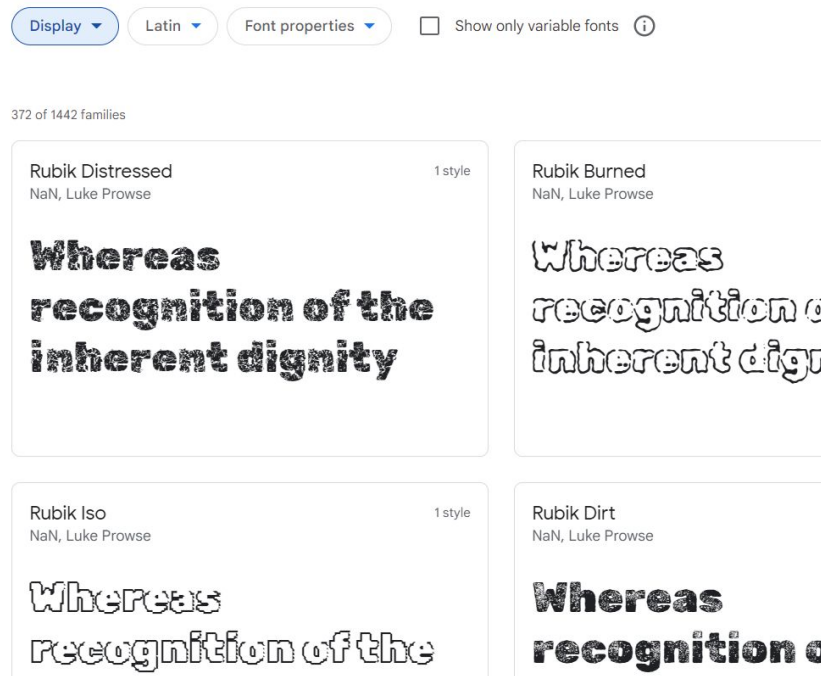 Display
Latin
Font properties
Show only variable fonts
372 of 1442 families
Rubik Distressed
1 style
NaN, Luke Prowse
Whereas
recognition of the
inherent dignity
Rubik Burned
NaN, Luke Prowse
Whereas
recognition
inherent
Rubik Iso
1 style
NaN, Luke Prowse
Whereas
recognition of the
Rubik Dirt
NaN, Luke Prowse
Whereas
recognition